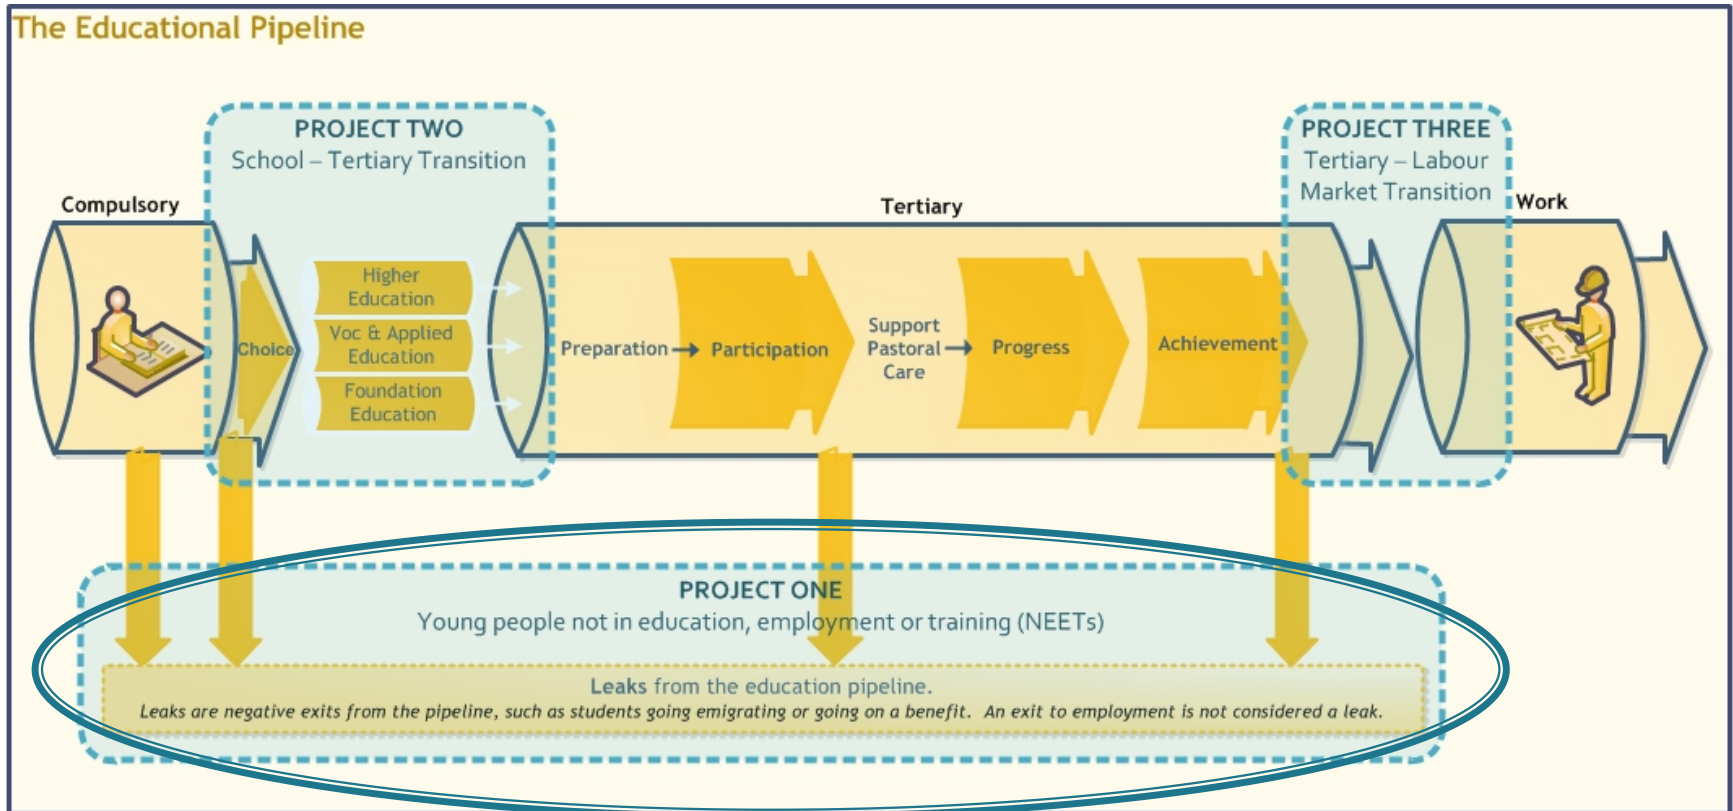 The Educational Pipeline
PROJECT TWO
School – Tertiary Transition
PROJECT THREE
Tertiary – Labour
Market Transition
Compulsory
Tertiary
Work
Choice
Higher
Education
Voc & Applied
Education
Foundation
Education
Preparation
Participation
Support
Pastoral
Care
Progress
Achievement
PROJECT ONE
Young people not in education, employment or training (NEETs)
Leaks from the education pipeline.
Leaks are negative exits from the pipeline, such as students going emigrating or going on a benefit. An exit to employment is not considered a leak.